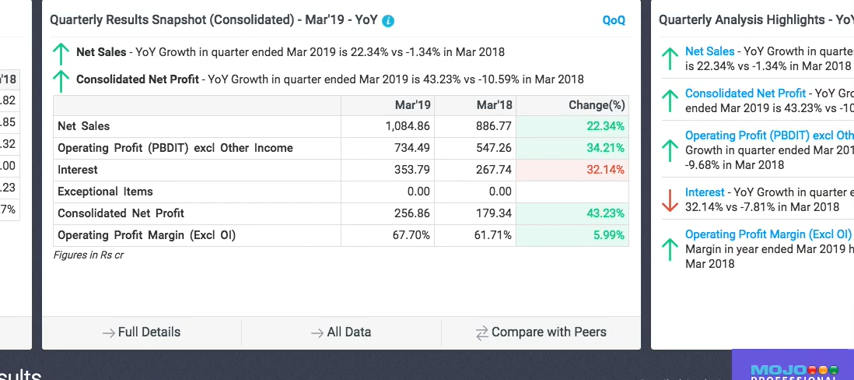 Quarterly Results Snapshot (Consolidated) - Mar'19 - YoY
QoQ
Net Sales - YoY Growth in quarter ended Mar 2019 is 22.34% vs -1.34% in Mar 2018
Consolidated Net Profit - YoY Growth in quarter ended Mar 2019 is 43.23% vs -10.59% in Mar 2018
Mar'19 Mar'18 Change(%)
Net Sales 1,084.86 886.77 22.34%
Operating Profit (PBDIT) excl Other Income 734.49 547.26 34.21%
Interest 353.79 267.74 32.14%
Exceptional Items 0.00 0.00
Consolidated Net Profit 256.86 179.34 43.23%
Operating Profit Margin (Excl OI) 67.70% 61.71% 5.99%
Figures in Rs cr
Full Details
All Data
Compare with Peers
'18
.82
.85
.32
.00
.23
7%
sults
Quarterly Analysis Highlights - Yo
Net Sales - YoY Growth in quarte
is 22.34% vs -1.34% in Mar 2018
Consolidated Net Profit - YoY Gro
ended Mar 2019 is 43.23% vs -10
Operating Profit (PBDIT) excl Oth
Growth in quarter ended Mar 201
-9.68% in Mar 2018
Interest - YoY Growth in quarter e
32.14% vs -7.81% in Mar 2018
Operating Profit Margin (Excl OI)
Margin in year ended Mar 2019 h
Mar 2018
MOJO
PROFESSIONAL